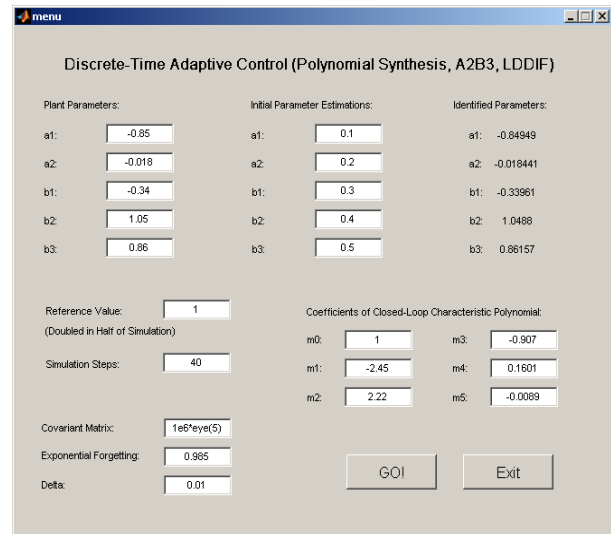 menu
Discrete-Time Adaptive Control (Polynomial Synthesis, A2B3, LDDIF)
Plant Parameters: Initial Parameter Estimations: Identified Parameters:
a1: -0.85 a1: 0.1 a1: -0.84949
a2: -0.018 a2: 0.2 a2: -0.018441
b1: -0.34 b1: 0.3 b1: -0.33961
b2: 1.05 b2: 0.4 b2: 1.0488
b3: 0.86 b3: 0.5 b3: 0.86157
Reference Value: 1 Coefficients of Closed-Loop Characteristic Polynomial:
(Doubled in Half of Simulation)
m0: 1 m3: -0.907
Simulation Steps: 40 m1: -2.45 m4: 0.1601
m2: 2.22 m5: -0.0089
Covariant Matrix: 1e6*eye(5)
Exponential Forgetting: 0.985
Delta: 0.01
GO! Exit